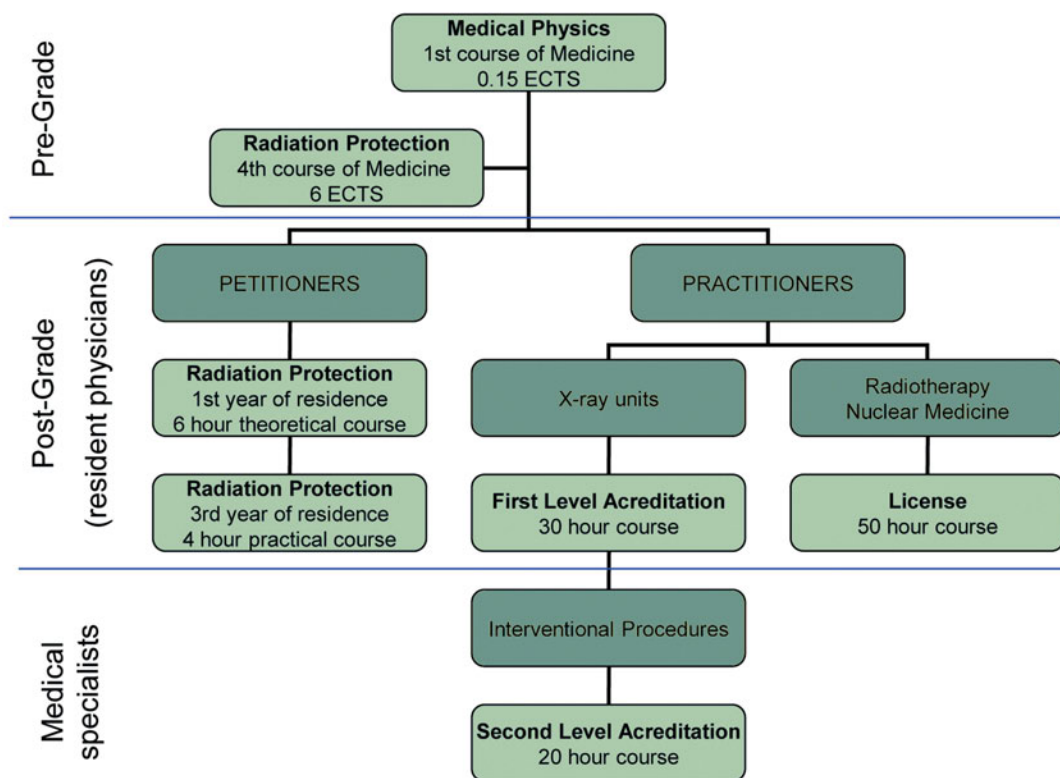 Pre-Grade
Medical Physics
1st course of Medicine
0.15 ECTS
Radiation Protection
4th course of Medicine
6 ECTS
Post-Grade
(resident physicians)
PETITIONERS
PRACTITIONERS
Radiation Protection
1st year of residence
6 hour theoretical course
X-ray units
Radiotherapy
Nuclear Medicine
Radiation Protection
3rd year of residence
4 hour practical course
First Level Acreditation
30 hour course
License
50 hour course
Medical
specialists
Interventional Procedures
Second Level Acreditation
20 hour course